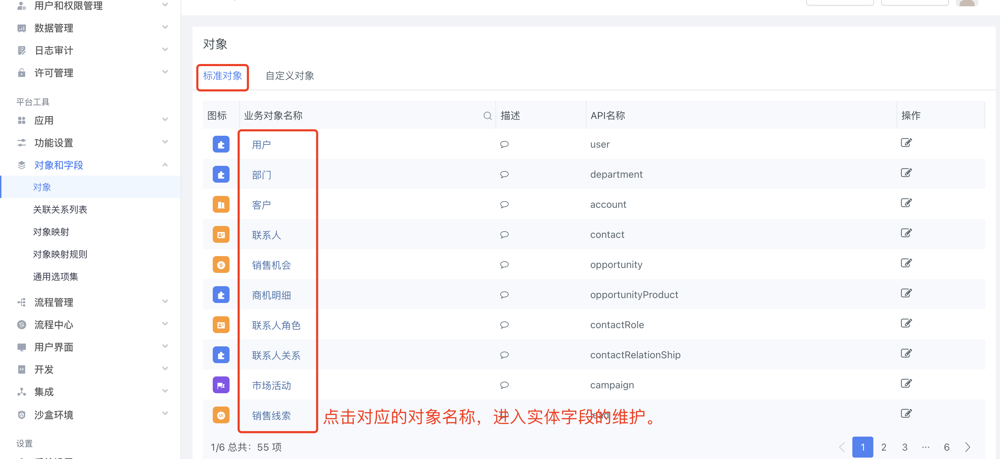 用户和权限管理
数据管理
日志审计
许可管理
平台工具
应用
功能设置
对象和字段
对象
关联关系列表
对象映射
对象映射规则
通用选项集
流程管理
流程中心
用户界面
开发
集成
沙盒环境
设置
对象
标准对象 自定义对象
图标 业务对象名称 描述 API名称 操作
用户 user
部门 department
客户 account
联系人 contact
销售机会 opportunity
商机明细 opportunityProduct
联系人角色 contactRole
联系人关系 contactRelationShip
市场活动 campaign
销售线索 lead
点击对应的对象名称，进入实体字段的维护。
1/6 总共：55 项
1 2 3 ··· 6